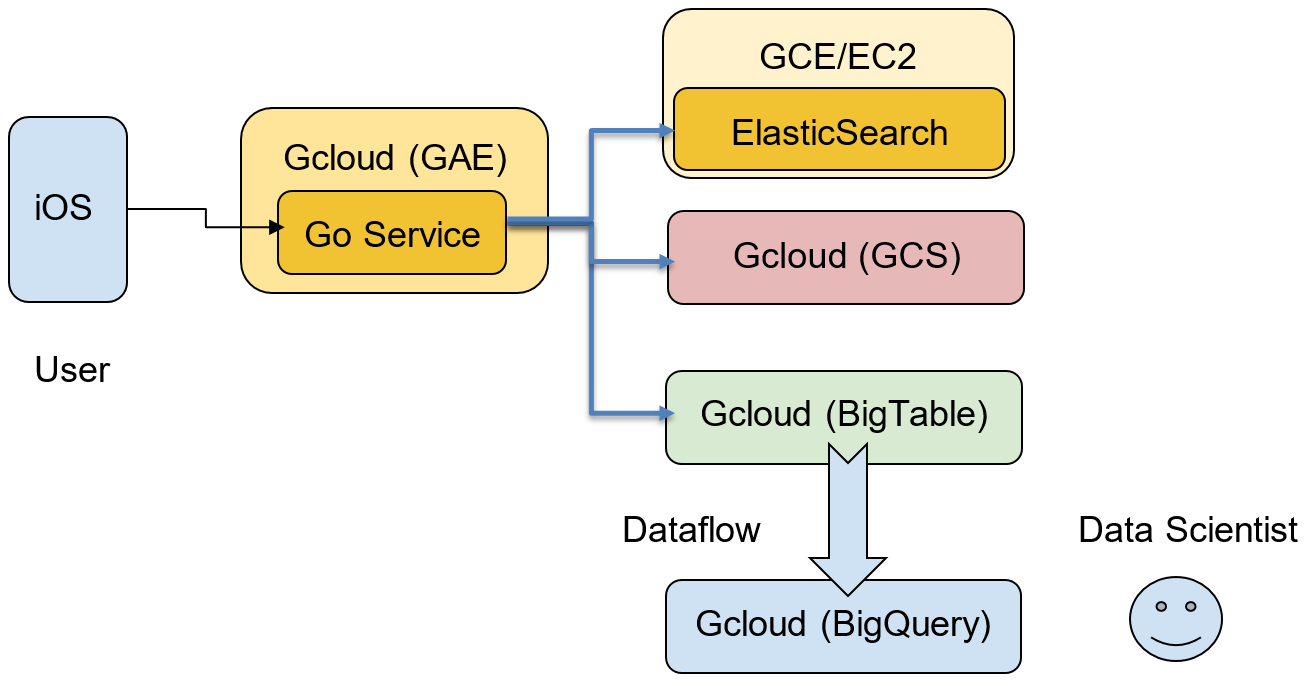 GCE/EC2
ElasticSearch
Gcloud (GAE)
Go Service
iOS
User
Gcloud (GCS)
Gcloud (BigTable)
Dataflow
Data Scientist
Gcloud (BigQuery)